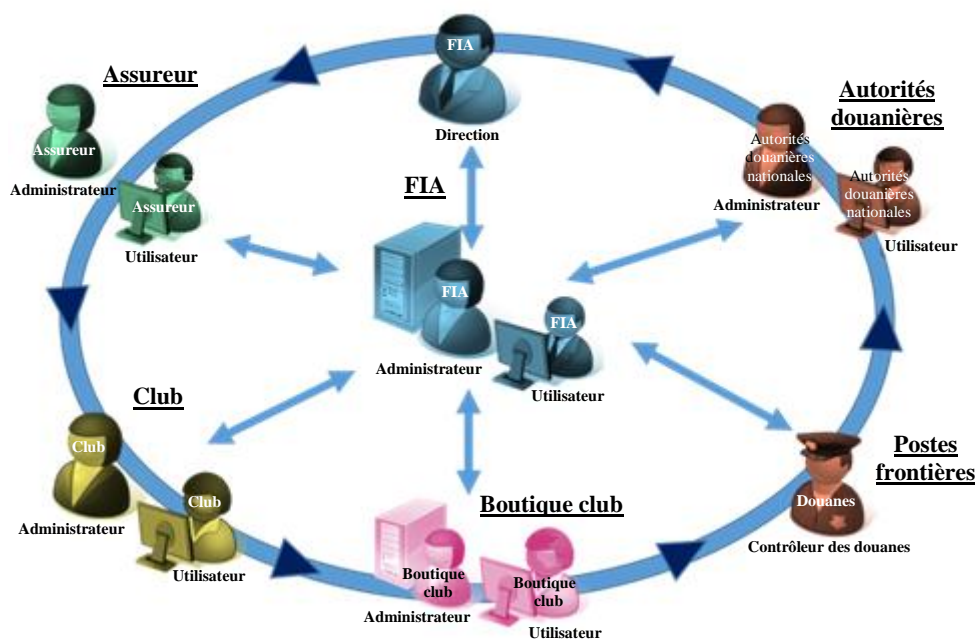 FIA
Direction
Assureur
Assureur
Administrateur
Assureur
Utilisateur
Autorités
douanières
Autorités
douanières
nationales
Administrateur
Autorités
douanières
nationales
Utilisateur
FIA
FIA
Administrateur
FIA
Utilisateur
Club
Club
Administrateur
Club
Utilisateur
Boutique club
Boutique
club
Administrateur
Boutique
club
Utilisateur
Postes
frontières
Douanes
Contrôleur des douanes